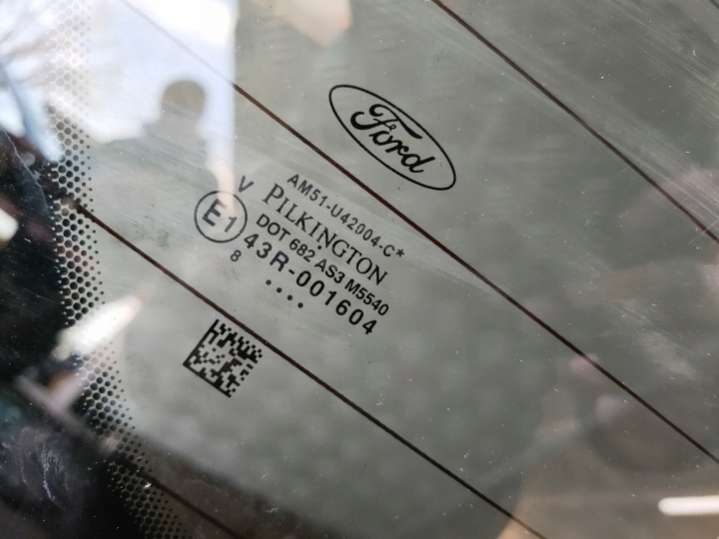 Ford
AM51-U42004-C*
V PILKINGTON
E1 DOT 682 AS3 M5540
43R-001604
8 ....